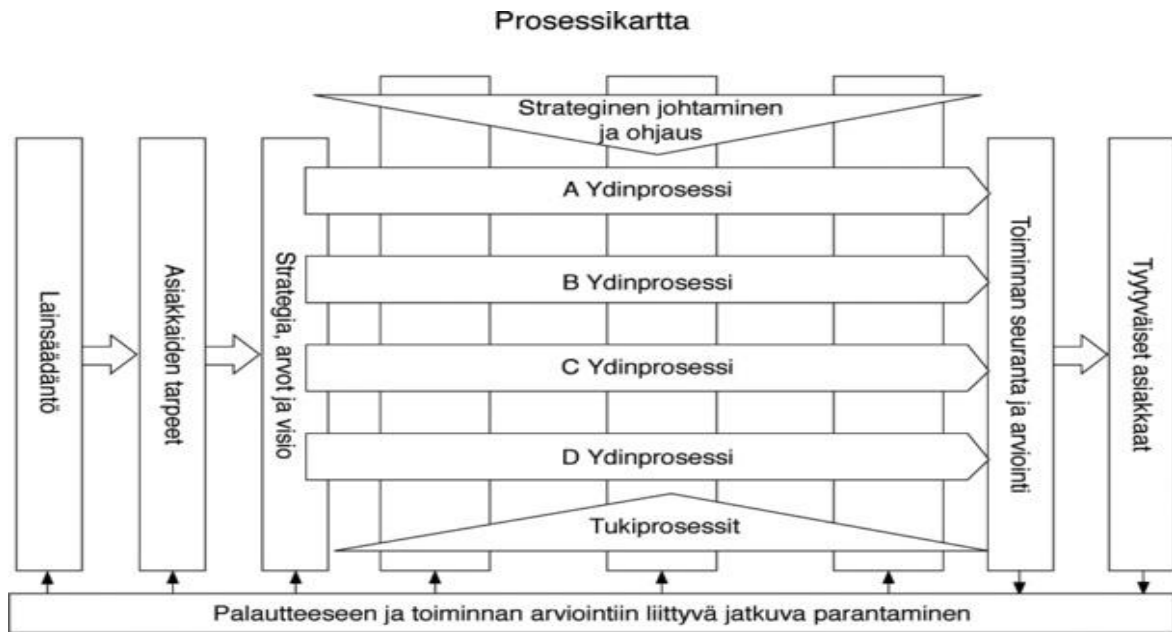 Prosessikartta
Strateginen johtaminen
ja ohjaus
Lainsäädäntö
Asiakkaiden tarpeet
Strategia, arvot ja visio
A Ydinprosessi
B Ydinprosessi
C Ydinprosessi
D Ydinprosessi
Tukiprosessit
Toiminnan seuranta ja arviointi
Tyytyväiset asiakkaat
Palautteeseen ja toiminnan arviointiin liittyvä jatkuva parantaminen